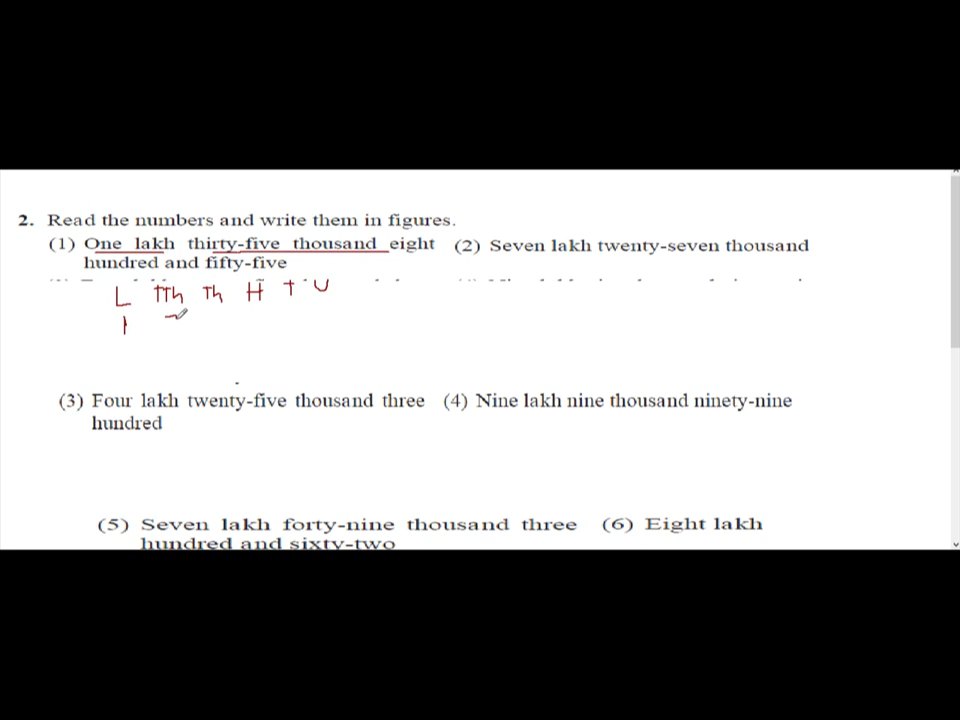 2. Read the numbers and write them in figures.
(1) One lakh thirty-five thousand eight hundred and fifty-five
(2) Seven lakh twenty-seven thousand
L TTh Th H T U
1
(3) Four lakh twenty-five thousand three hundred
(4) Nine lakh nine thousand ninety-nine
(5) Seven lakh forty-nine thousand three hundred and sixty-two
(6) Eight lakh